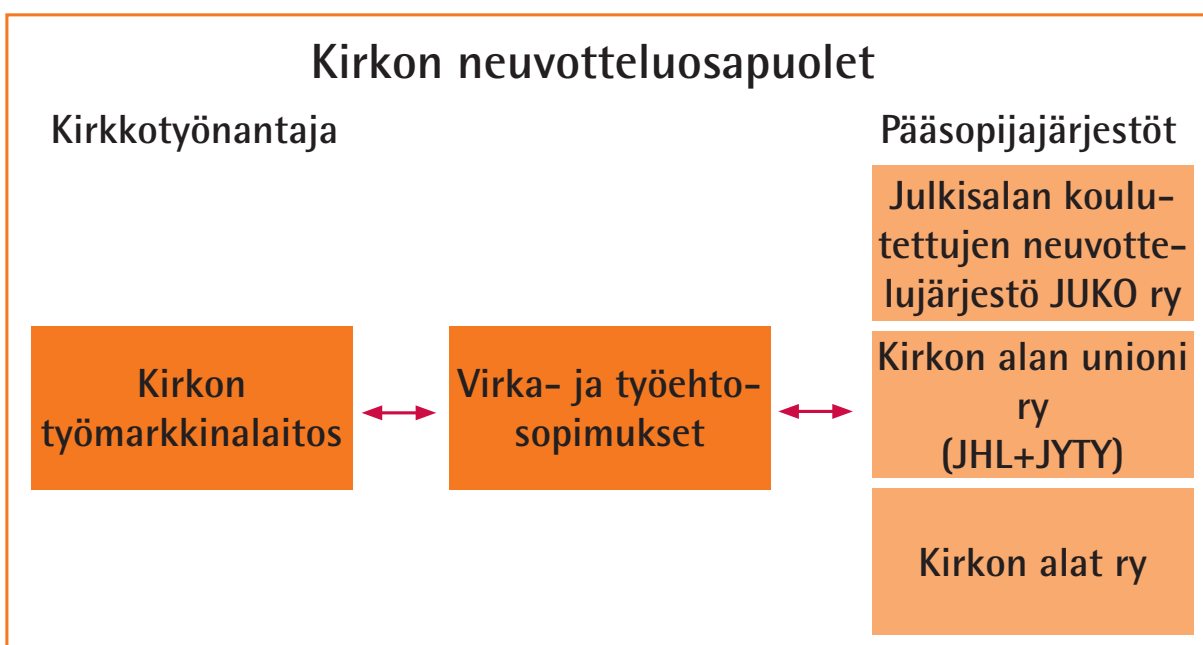 Kirkon neuvotteluosapuolet
Kirkkotyönantaja
Pääsopijajärjestöt
Kirkon
työmarkkinalaitos
Virka- ja työehto-
sopimukset
Julkisalan koulu-
tettujen neuvotte-
lujärjestö JUKO ry
Kirkon alan unioni
ry
(JHL+JYTY)
Kirkon alat ry